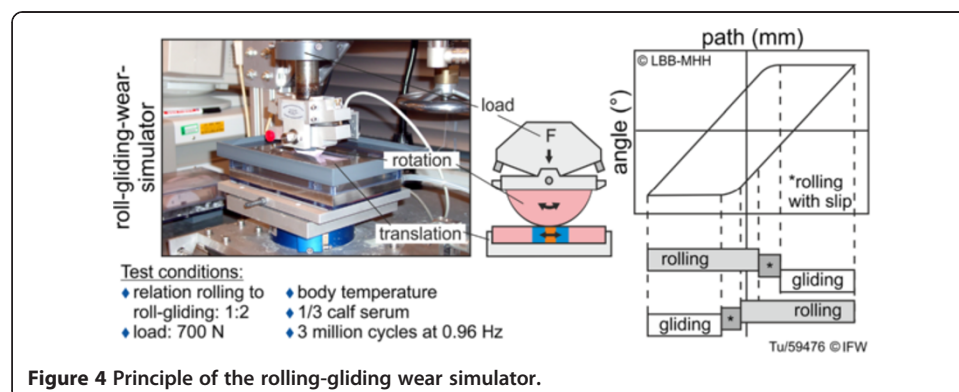 roll-gliding-wear-
simulator
load
F
rotation
translation
path (mm)
© LBB-MHH
angle (°)
*rolling
with slip
rolling
*
gliding
gliding
*
rolling
Tu/59476 © IFW
Test conditions:
♦ relation rolling to
roll-gliding: 1:2
♦ load: 700 N
♦ body temperature
♦ 1/3 calf serum
♦ 3 million cycles at 0.96 Hz
Figure 4 Principle of the rolling-gliding wear simulator.